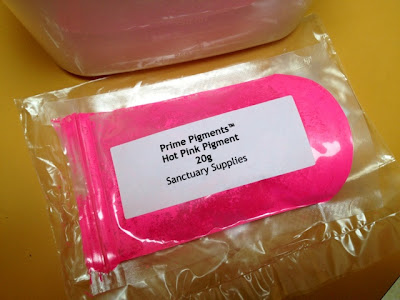 Prime Pigments™
Hot Pink Pigment
20g
Sanctuary Supplies